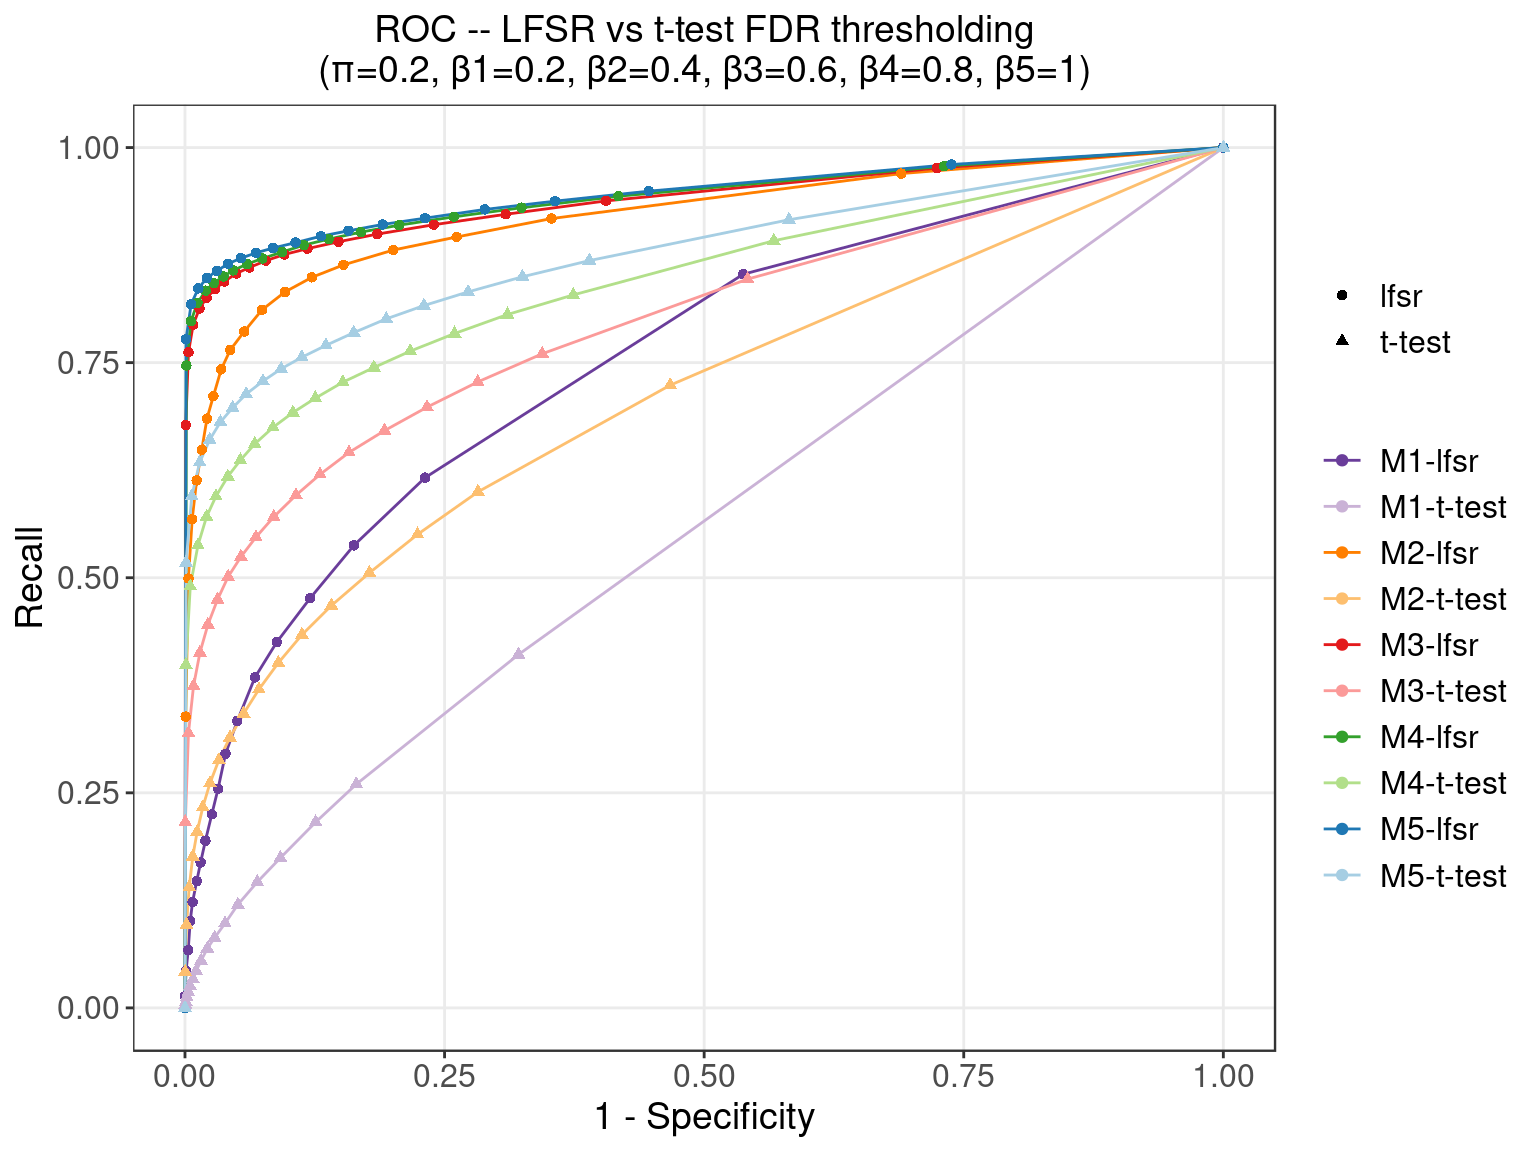 ROC -- LFSR vs t-test FDR thresholding
(π=0.2, β1=0.2, β2=0.4, β3=0.6, β4=0.8, β5=1)
1.00
0.75
0.50
0.25
0.00
Recall
0.00 0.25 0.50 0.75 1.00
1 - Specificity
lfsr
t-test
M1-lfsr
M1-t-test
M2-lfsr
M2-t-test
M3-lfsr
M3-t-test
M4-lfsr
M4-t-test
M5-lfsr
M5-t-test